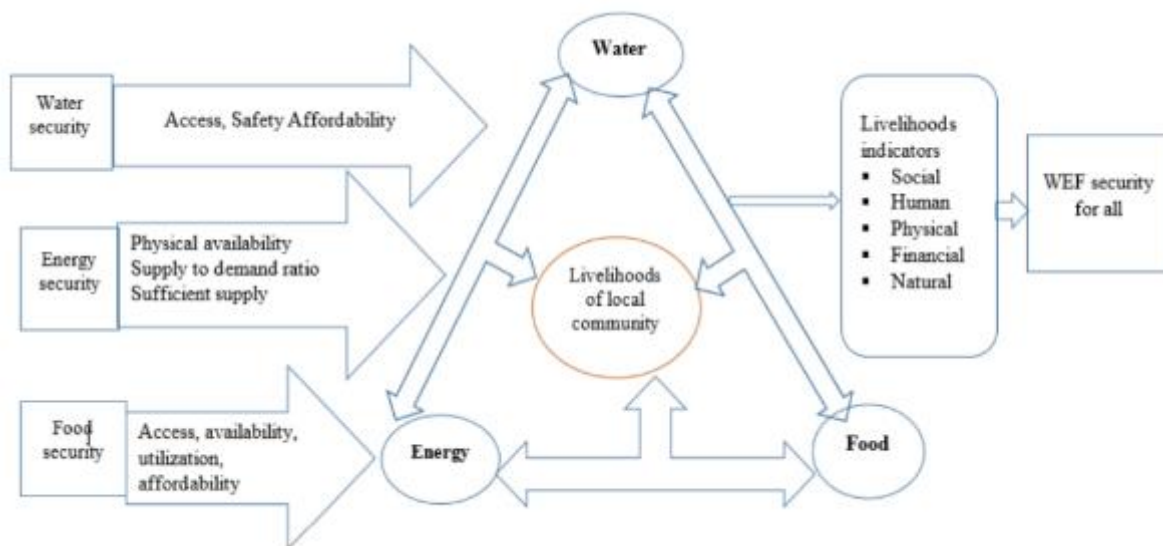 Water
Water
security
Access, Safety Affordability
Livelihoods
indicators
▪ Social
▪ Human
▪ Physical
▪ Financial
▪ Natural
WEF security
for all
Energy
security
Physical availability
Supply to demand ratio
Sufficient supply
Livelihoods
of local
community
Food
security
Access, availability,
utilization,
affordability
Energy
Food